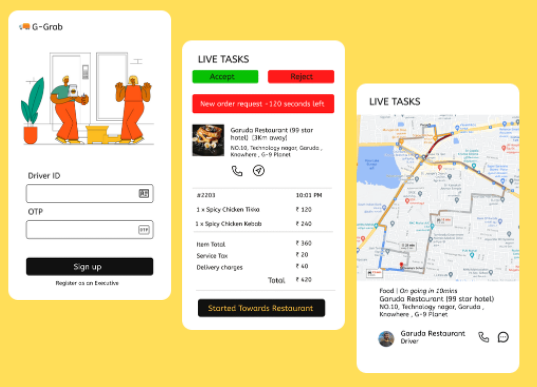 G-Grab
Driver ID
OTP
Sign up
Register as an Executive
LIVE TASKS
Accept
Reject
New order request -120 seconds left
Garuda Restaurant (99 star
hotel) [3Km away]
NO.10, Technology nagar, Garuda ,
Knowhere , G-9 Planet
#2203
10:01 PM
1 x Spicy Chicken Tikka
₹ 120
1 x Spicy Chicken Kebab
₹ 240
Item Total
₹ 360
Service Tax
₹ 20
Delivery charges
₹ 40
Total
₹ 420
Started Towards Restaurant
LIVE TASKS
Food | On going in 10mins
Garuda Restaurant (99 star hotel)
NO.10, Technology nagar, Garuda ,
Knowhere , G-9 Planet
Garuda Restaurant
Driver